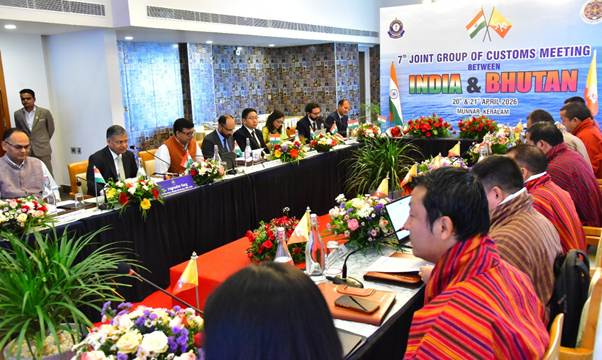 7th JOINT GROUP OF CUSTOMS MEETING
BETWEEN
INDIA & BHUTAN
20th & 21st APRIL 2026
MUNNAR, KERALAM